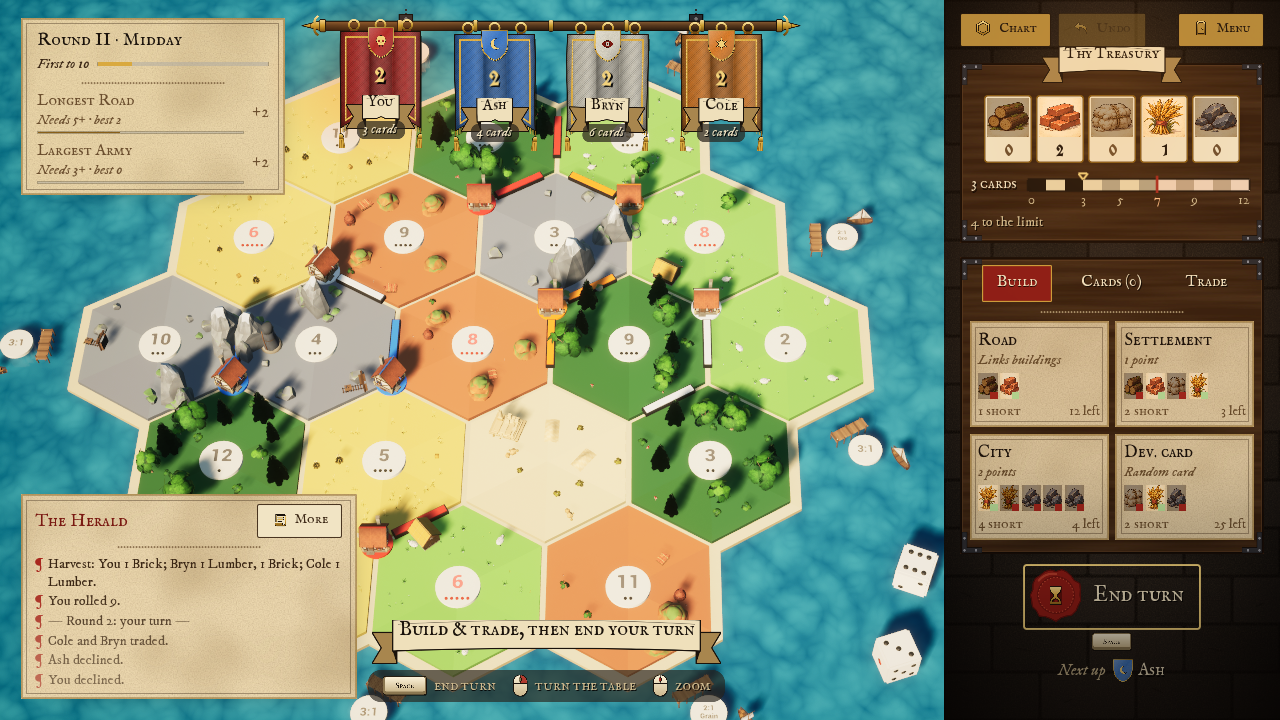 Round II · Midday
First to 10
Longest Road
Needs 5+ · best 2
+2
Largest Army
Needs 3+ · best 0
+2
2
You
3 cards
2
Ash
4 cards
2
Bryn
6 cards
2
Cole
2 cards
6
9
3
8
10
4
8
9
2
12
5
3
6
11
3:1
3:1
3:1
2:1
2:1
Grain
The Herald
More
¶ Harvest: You 1 Brick; Bryn 1 Lumber, 1 Brick; Cole 1
Lumber.
¶ You rolled 9.
¶ — Round 2: your turn —
¶ Cole and Bryn traded.
¶ Ash declined.
¶ You declined.
Build & trade, then end your turn
Space
End turn
Turn the table
Zoom
Chart
Undo
Menu
Thy Treasury
0
2
0
1
0
3 cards
0 3 5 7 9 12
4 to the limit
Build
Cards (0)
Trade
Road
Links buildings
1 short
12 left
Settlement
1 point
2 short
3 left
City
2 points
4 short
4 left
Dev. card
Random card
2 short
25 left
End turn
Space
Next up Ash